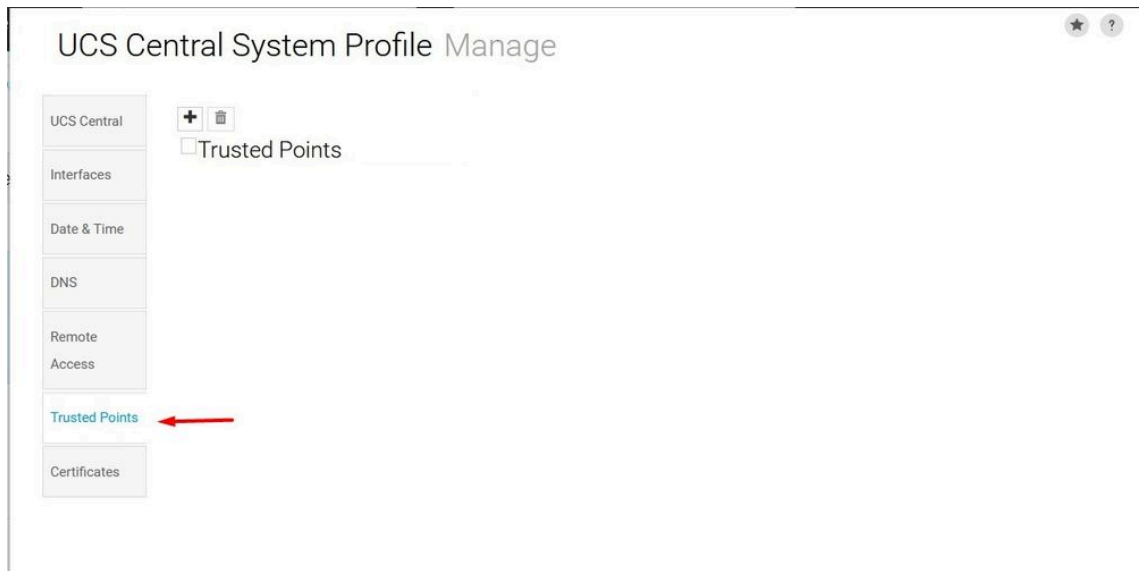 UCS Central System Profile Manage
?
UCS Central
Trusted Points
Interfaces
Date & Time
DNS
Remote
Access
Trusted Points
Certificates